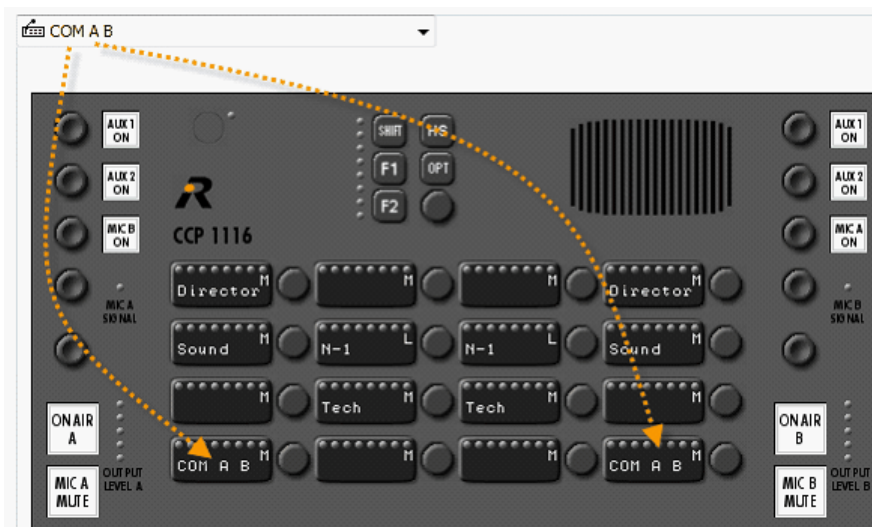 COM A B
AUX 1
ON
SHIFT HS
AUX 1
ON
AUX 2
ON
F1 OPT
AUX 2
ON
MIC B
ON
F2
MIC A
ON
CCP 1116
Director M
M
M
Director M
MIC A
SIGNAL
MIC B
SIGNAL
Sound M
N-1 L
N-1 L
Sound M
M
Tech M
Tech M
M
ON AIR
A
ON AIR
B
COM A B M
M
M
COM A B M
OUTPUT
LEVEL A
OUTPUT
LEVEL B
MIC A
MUTE
MIC B
MUTE